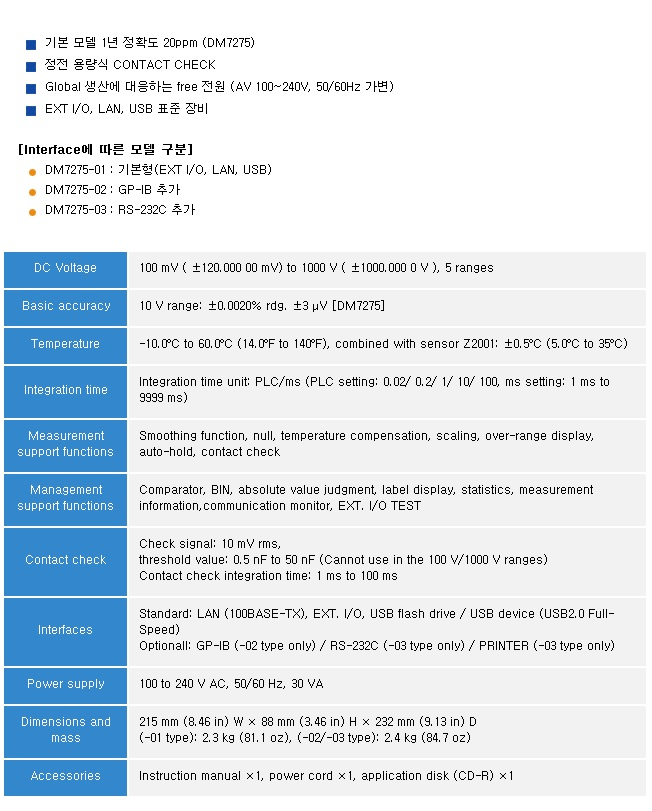 기본 모델 1년 정확도 20ppm (DM7275)
정전 용량식 CONTACT CHECK
Global 생산에 대응하는 free 전원 (AV 100~240V, 50/60Hz 가변)
EXT I/O, LAN, USB 표준 장비
[Interface에 따른 모델 구분]
DM7275-01 : 기본형(EXT I/O, LAN, USB)
DM7275-02 : GP-IB 추가
DM7275-03 : RS-232C 추가
DC Voltage
100 mV ( ±120.000 00 mV) to 1000 V ( ±1000.000 0 V ), 5 ranges
Basic accuracy
10 V range: ±0.0020% rdg. ±3 μV [DM7275]
Temperature
-10.0°C to 60.0°C (14.0°F to 140°F), combined with sensor Z2001: ±0.5°C (5.0°C to 35°C)
Integration time
Integration time unit: PLC/ms (PLC setting: 0.02/ 0.2/ 1/ 10/ 100, ms setting: 1 ms to
9999 ms)
Measurement
support functions
Smoothing function, null, temperature compensation, scaling, over-range display,
auto-hold, contact check
Management
support functions
Comparator, BIN, absolute value judgment, label display, statistics, measurement
information,communication monitor, EXT. I/O TEST
Contact check
Check signal: 10 mV rms,
threshold value: 0.5 nF to 50 nF (Cannot use in the 100 V/1000 V ranges)
Contact check integration time: 1 ms to 100 ms
Interfaces
Standard: LAN (100BASE-TX), EXT. I/O, USB flash drive / USB device (USB2.0 Full-
Speed)
Optionall: GP-IB (-02 type only) / RS-232C (-03 type only) / PRINTER (-03 type only)
Power supply
100 to 240 V AC, 50/60 Hz, 30 VA
Dimensions and
mass
215 mm (8.46 in) W × 88 mm (3.46 in) H × 232 mm (9.13 in) D
(-01 type): 2.3 kg (81.1 oz), (-02/-03 type): 2.4 kg (84.7 oz)
Accessories
Instruction manual ×1, power cord ×1, application disk (CD-R) ×1